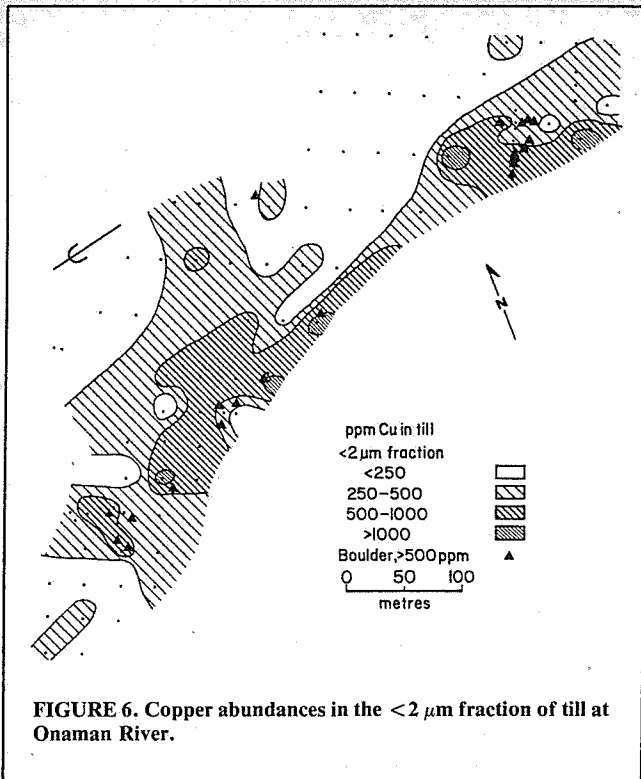 N
ppm Cu in till
<2 μm fraction
<250
250-500
500-1000
>1000
Boulder, >500 ppm
0 50 100
metres
FIGURE 6. Copper abundances in the <2 μm fraction of till at
Onaman River.